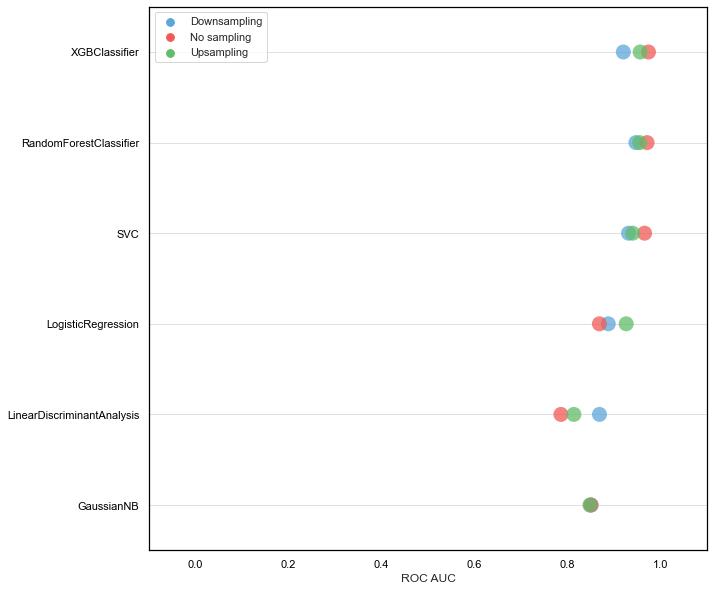 Downsampling
No sampling
Upsampling
XGBClassifier
RandomForestClassifier
SVC
LogisticRegression
LinearDiscriminantAnalysis
GaussianNB
0.0 0.2 0.4 0.6 0.8 1.0
ROC AUC